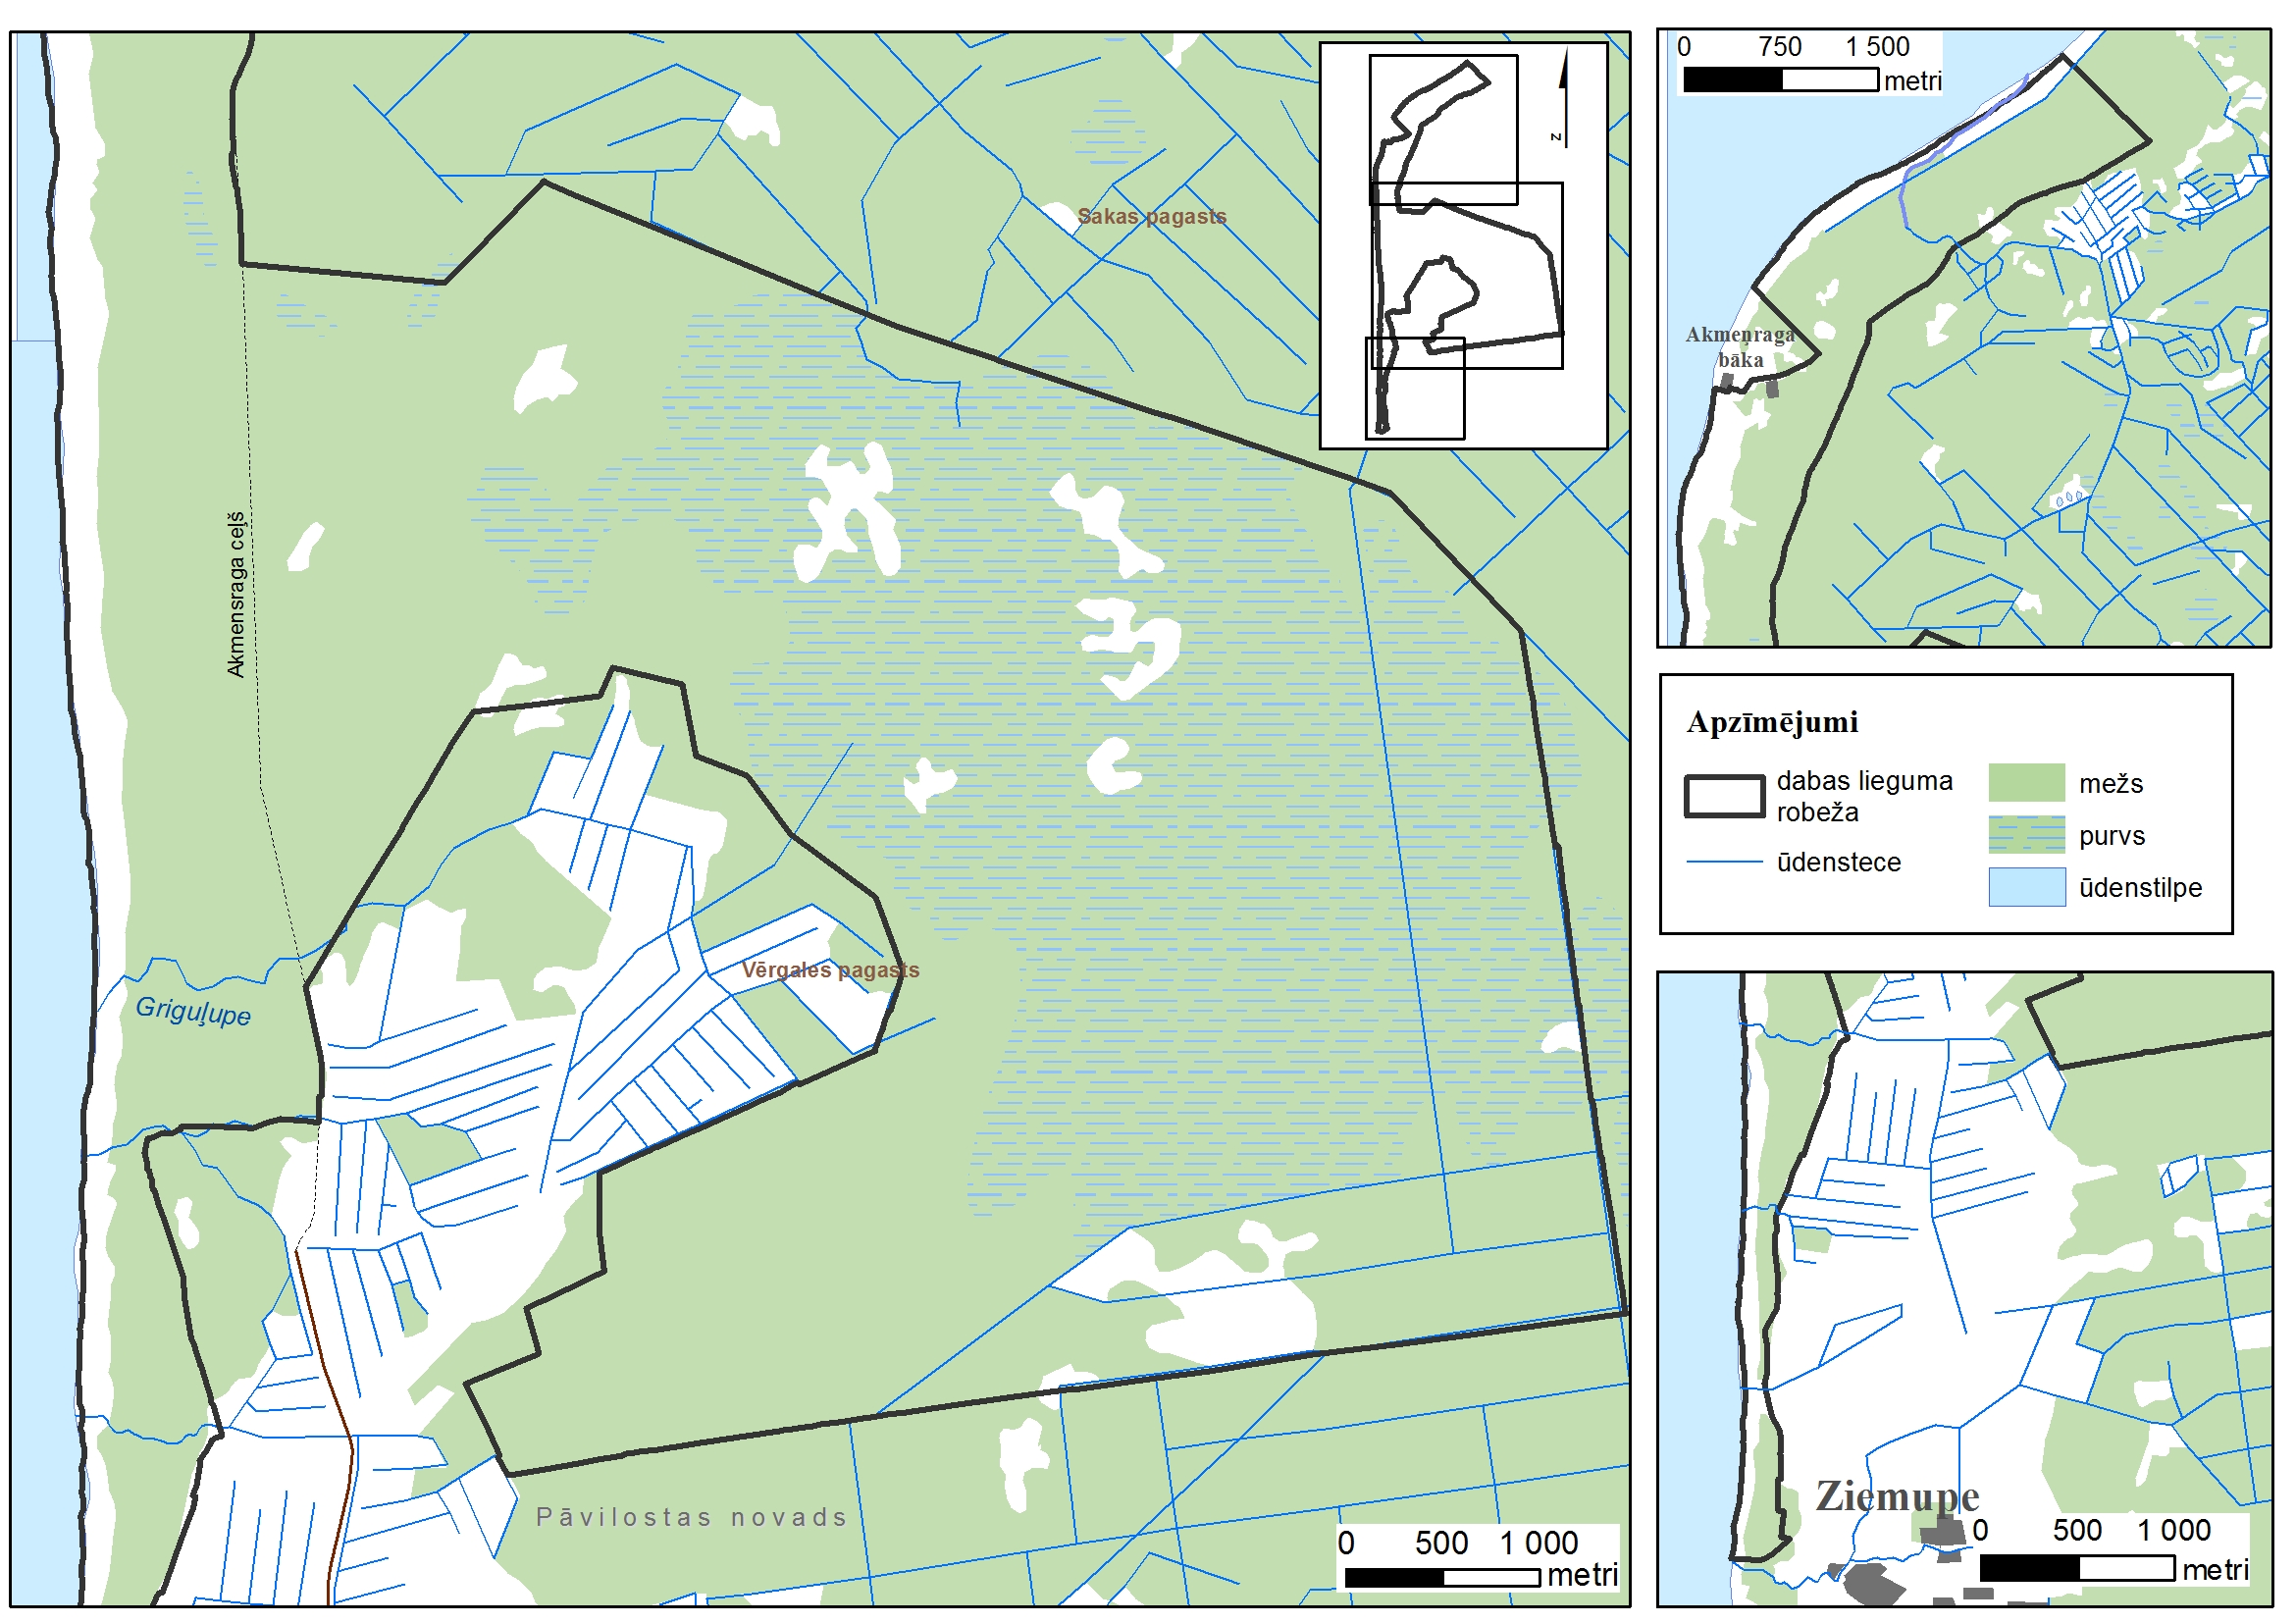 Sakas pagasts
Akmensraga ceļš
Vērgales pagasts
Griguļupe
Pāvilostas novads
0 500 1 000
metri
z
0 750 1 500
metri
Akmeņraga
bāka
Apzīmējumi
dabas lieguma
robeža
ūdenstece
mežs
purvs
ūdenstilpe
Ziemupe
0 500 1 000
metri